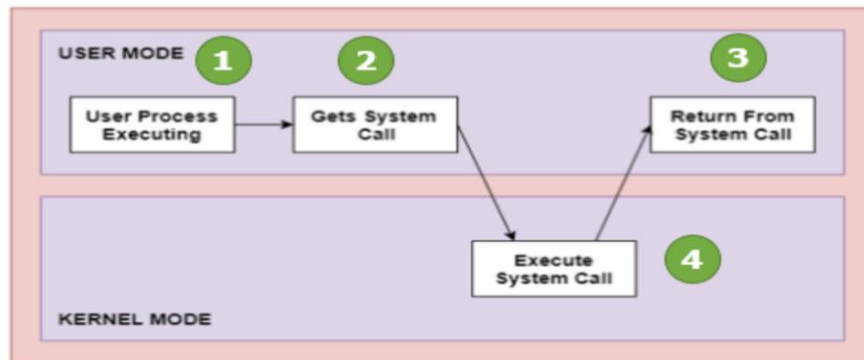 USER MODE
1
2
3
User Process
Executing
Gets System
Call
Return From
System Call
Execute
System Call
4
KERNEL MODE